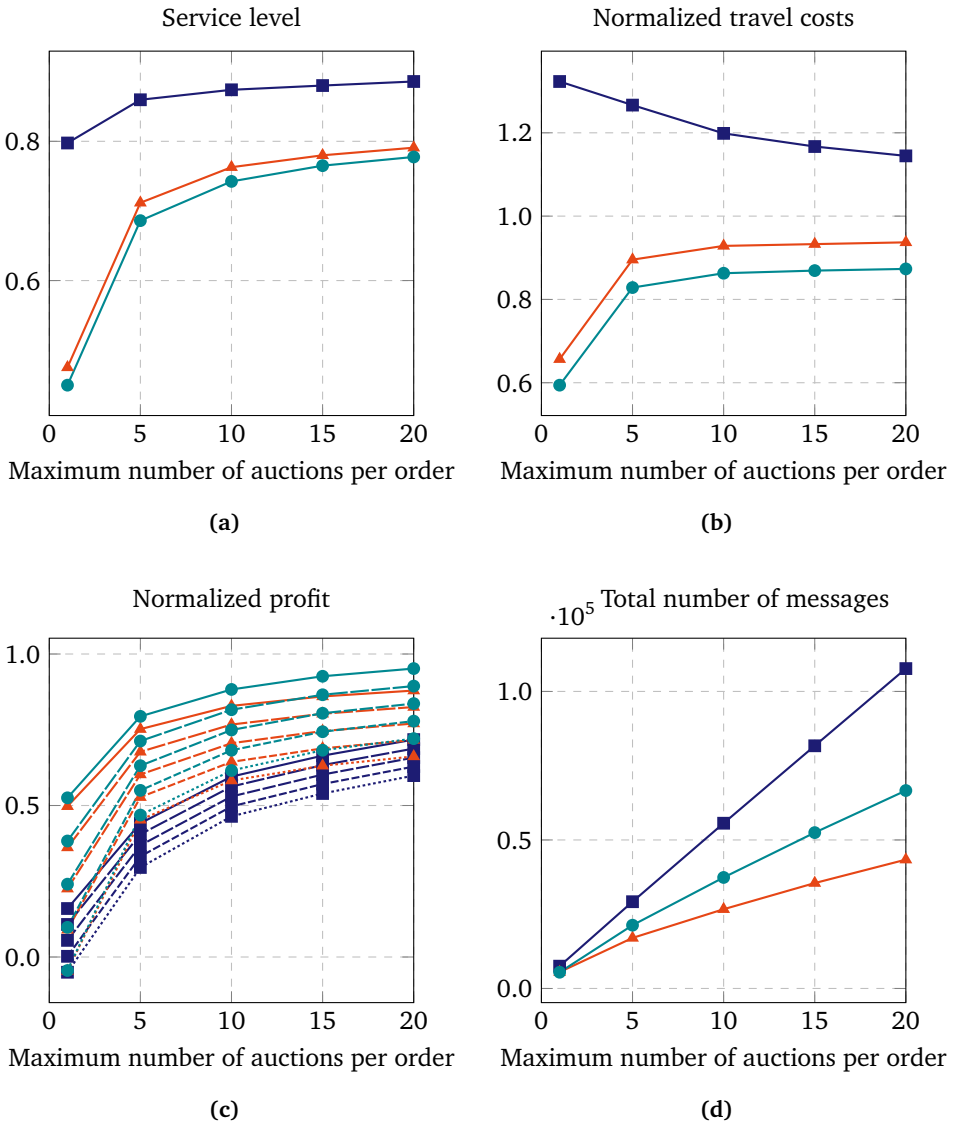 Service level
0.8
0.6
0 5 10 15 20
Maximum number of auctions per order
(a)
Normalized travel costs
1.2
1.0
0.8
0.6
0 5 10 15 20
Maximum number of auctions per order
(b)
Normalized profit
1.0
0.5
0.0
0 5 10 15 20
Maximum number of auctions per order
(c)
·10⁵ Total number of messages
1.0
0.5
0.0
0 5 10 15 20
Maximum number of auctions per order
(d)